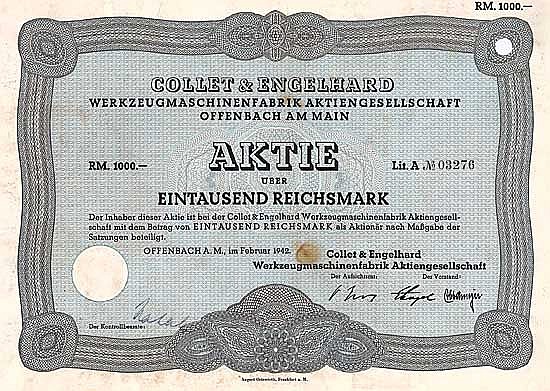 RM. 1000.—
COLLET & ENGELHARD
WERKZEUGMASCHINENFABRIK AKTIENGESELLSCHAFT
OFFENBACH AM MAIN
RM. 1000.— AKTIE Lit. A № 03276
ÜBER
EINTAUSEND REICHSMARK
Der Inhaber dieser Aktie ist bei der Collet & Engelhard Werkzeugmaschinenfabrik Aktiengesell-
schaft mit dem Betrag von EINTAUSEND REICHSMARK als Aktionär nach Maßgabe der
Satzungen beteiligt.
OFFENBACH A. M., im Februar 1942.
Collet & Engelhard
Werkzeugmaschinenfabrik Aktiengesellschaft
Der Aufsichtsrat: Der Vorstand:
Der Kontrollbeamte:
August Osterrieth, Frankfurt a. M.